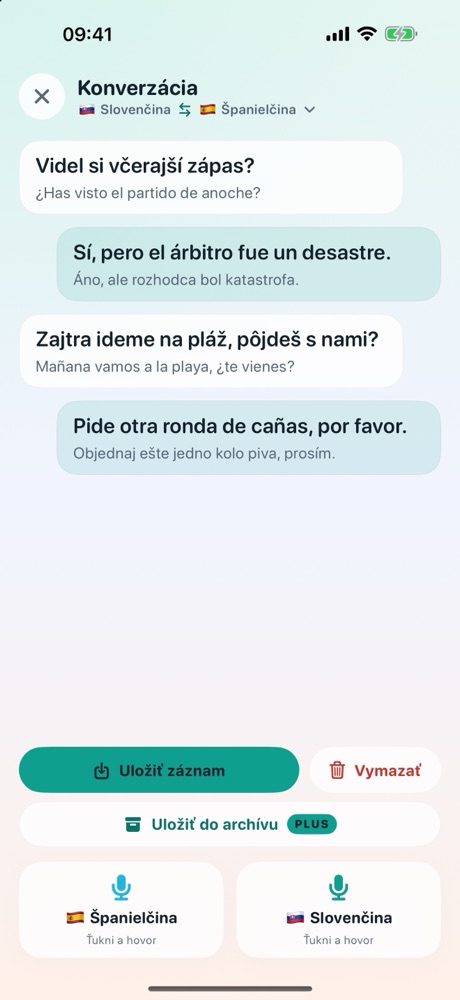 09:41
Konverzácia
Slovenčina Španielčina
Videl si včerajší zápas?
¿Has visto el partido de anoche?
Sí, pero el árbitro fue un desastre.
Áno, ale rozhodca bol katastrofa.
Zajtra ideme na pláž, pôjdeš s nami?
Mañana vamos a la playa, ¿te vienes?
Pide otra ronda de cañas, por favor.
Objednaj ešte jedno kolo piva, prosím.
Uložiť záznam Vymazať
Uložiť do archívu PLUS
Španielčina Slovenčina
Ťukni a hovor Ťukni a hovor